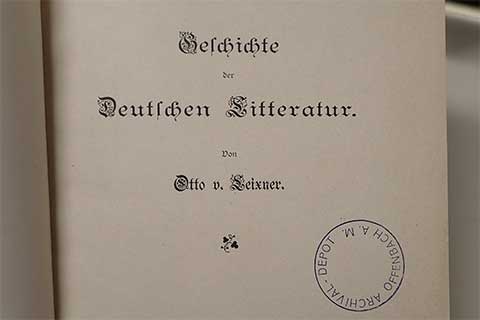 Geſchichte
der
Deutſchen Litteratur.
Von
Otto v. Leixner.
ARCHIVAL - DEPOT
OFFENBACH A. M.